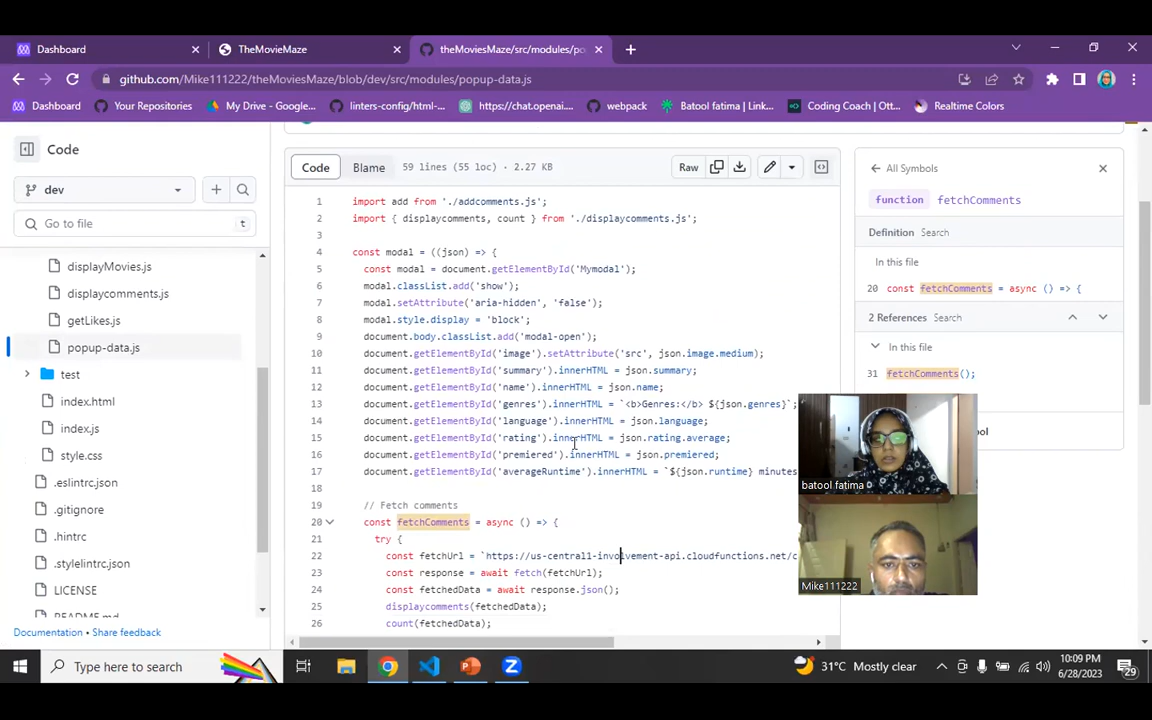 Dashboard
TheMovieMaze
theMoviesMaze/src/modules/po
github.com/Mike111222/theMoviesMaze/blob/dev/src/modules/popup-data.js
Dashboard
Your Repositories
My Drive - Google...
linters-config/html-...
https://chat.openai....
webpack
Batool fatima | Link...
Coding Coach | Ott...
Realtime Colors
Code
dev
Go to file
t
displayMovies.js
displaycomments.js
getLikes.js
popup-data.js
test
index.html
index.js
style.css
.eslintrc.json
.gitignore
.hintrc
.stylelintrc.json
LICENSE
README.md
Documentation • Share feedback
Code
Blame
59 lines (55 loc) • 2.27 KB
Raw
1 import add from './addcomments.js';
2 import { displaycomments, count } from './displaycomments.js';
3
4 const modal = ((json) => {
5 const modal = document.getElementById('Mymodal');
6 modal.classList.add('show');
7 modal.setAttribute('aria-hidden', 'false');
8 modal.style.display = 'block';
9 document.body.classList.add('modal-open');
10 document.getElementById('image').setAttribute('src', json.image.medium);
11 document.getElementById('summary').innerHTML = json.summary;
12 document.getElementById('name').innerHTML = json.name;
13 document.getElementById('genres').innerHTML = `<b>Genres:</b> ${json.genres}`;
14 document.getElementById('language').innerHTML = json.language;
15 document.getElementById('rating').innerHTML = json.rating.average;
16 document.getElementById('premiered').innerHTML = json.premiered;
17 document.getElementById('averageRuntime').innerHTML = `${json.runtime} minutes
18
19 // Fetch comments
20 const fetchComments = async () => {
21 try {
22 const fetchUrl = `https://us-central1-involvement-api.cloudfunctions.net/c
23 const response = await fetch(fetchUrl);
24 const fetchedData = await response.json();
25 displaycomments(fetchedData);
26 count(fetchedData);
All Symbols
function fetchComments
Definition Search
In this file
20 const fetchComments = async () => {
2 References Search
In this file
31 fetchComments();
batool fatima
Mike111222
Type here to search
31°C Mostly clear
10:09 PM
6/28/2023
29